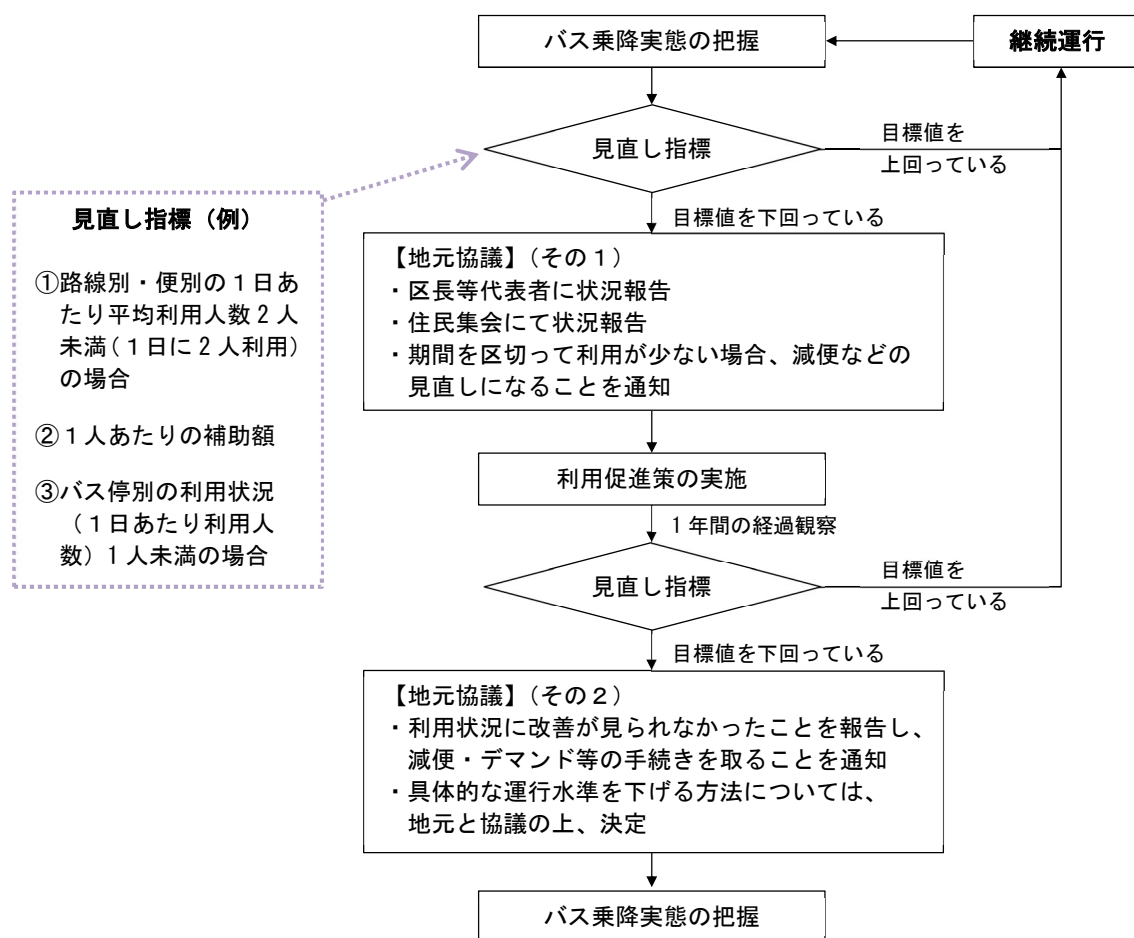 バス乗降実態の把握
継続運行
見直し指標
目標値を
上回っている
見直し指標（例）
①路線別・便別の１日あ
たり平均利用人数２人
未満（１日に２人利用）
の場合
②１人あたりの補助額
③バス停別の利用状況
（１日あたり利用人
数）１人未満の場合
目標値を下回っている
【地元協議】（その１）
・区長等代表者に状況報告
・住民集会にて状況報告
・期間を区切って利用が少ない場合、減便などの
見直しになることを通知
利用促進策の実施
１年間の経過観察
見直し指標
目標値を
上回っている
目標値を下回っている
【地元協議】（その２）
・利用状況に改善が見られなかったことを報告し、
減便・デマンド等の手続きを取ることを通知
・具体的な運行水準を下げる方法については、
地元と協議の上、決定
バス乗降実態の把握